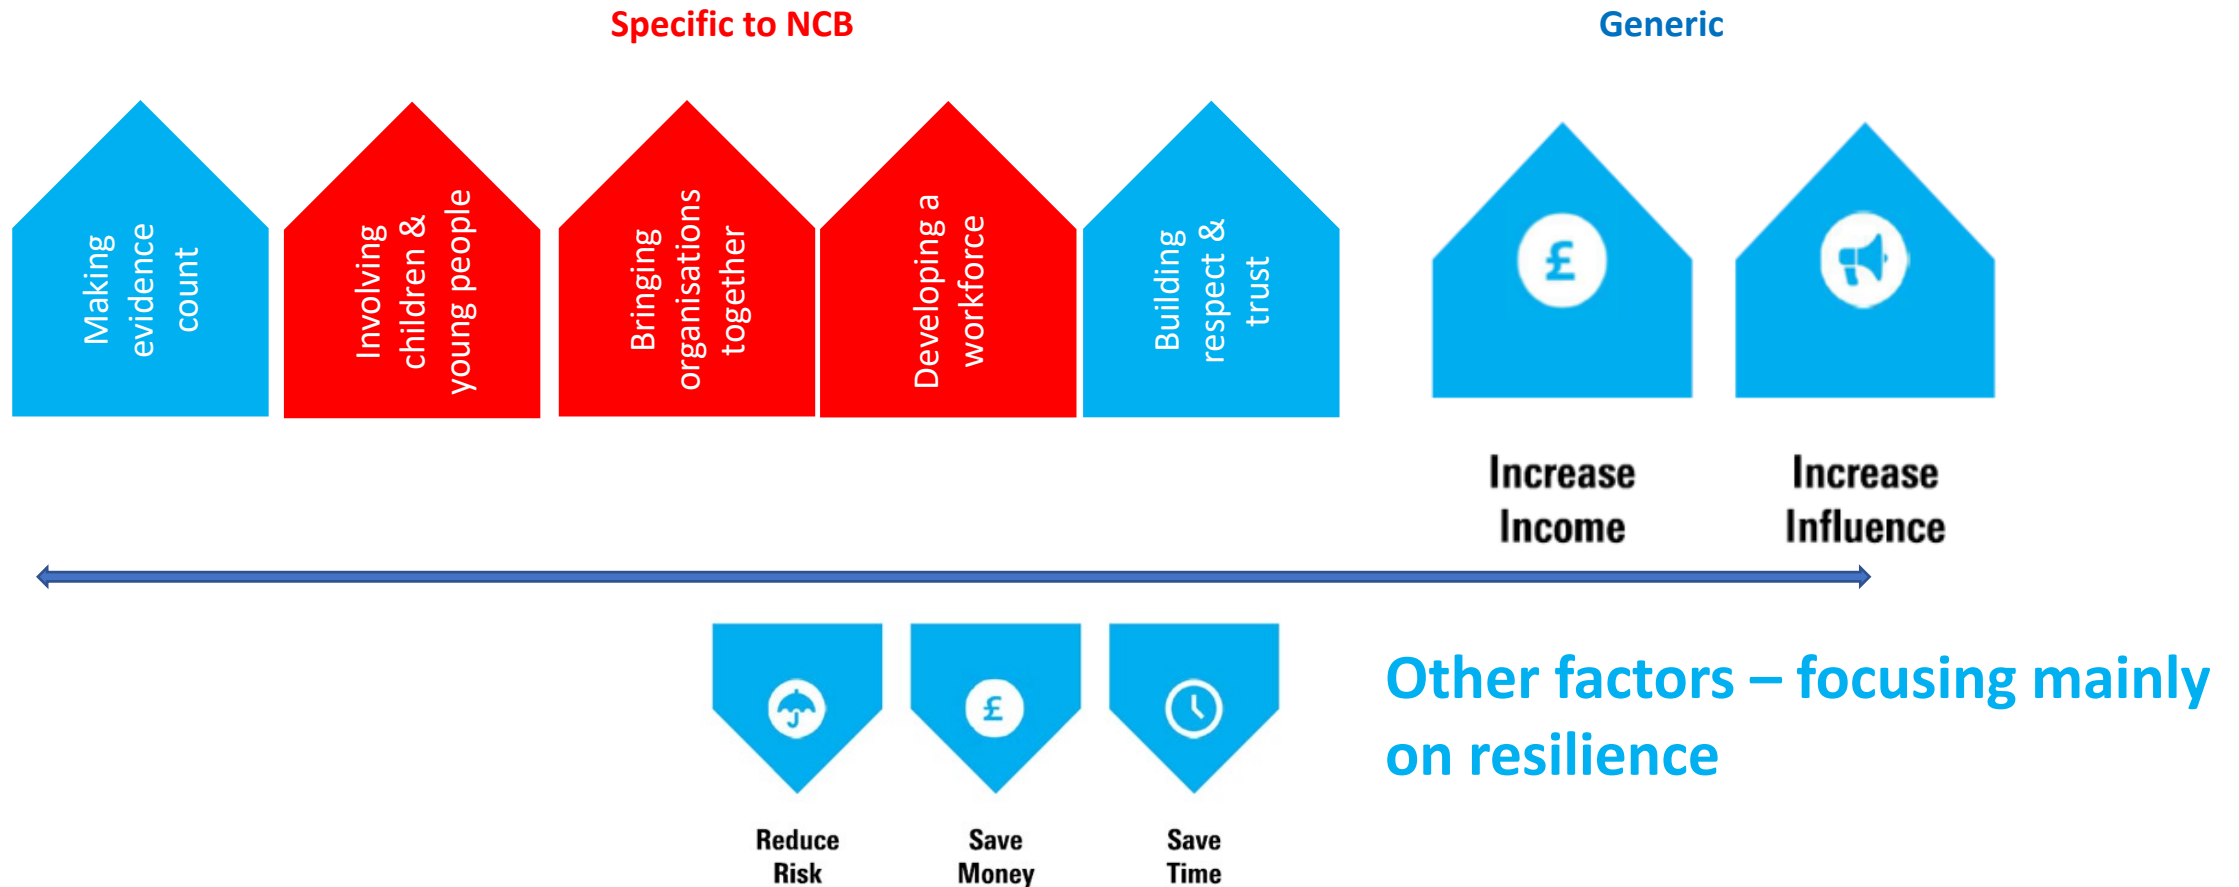 Specific to NCB
Generic
Making
evidence
count
Involving
children &
young people
Bringing
organisations
together
Developing a
workforce
Building
respect &
trust
£
Increase
Income
Increase
Influence
£
Reduce
Risk
Save
Money
Save
Time
Other factors – focusing mainly
on resilience